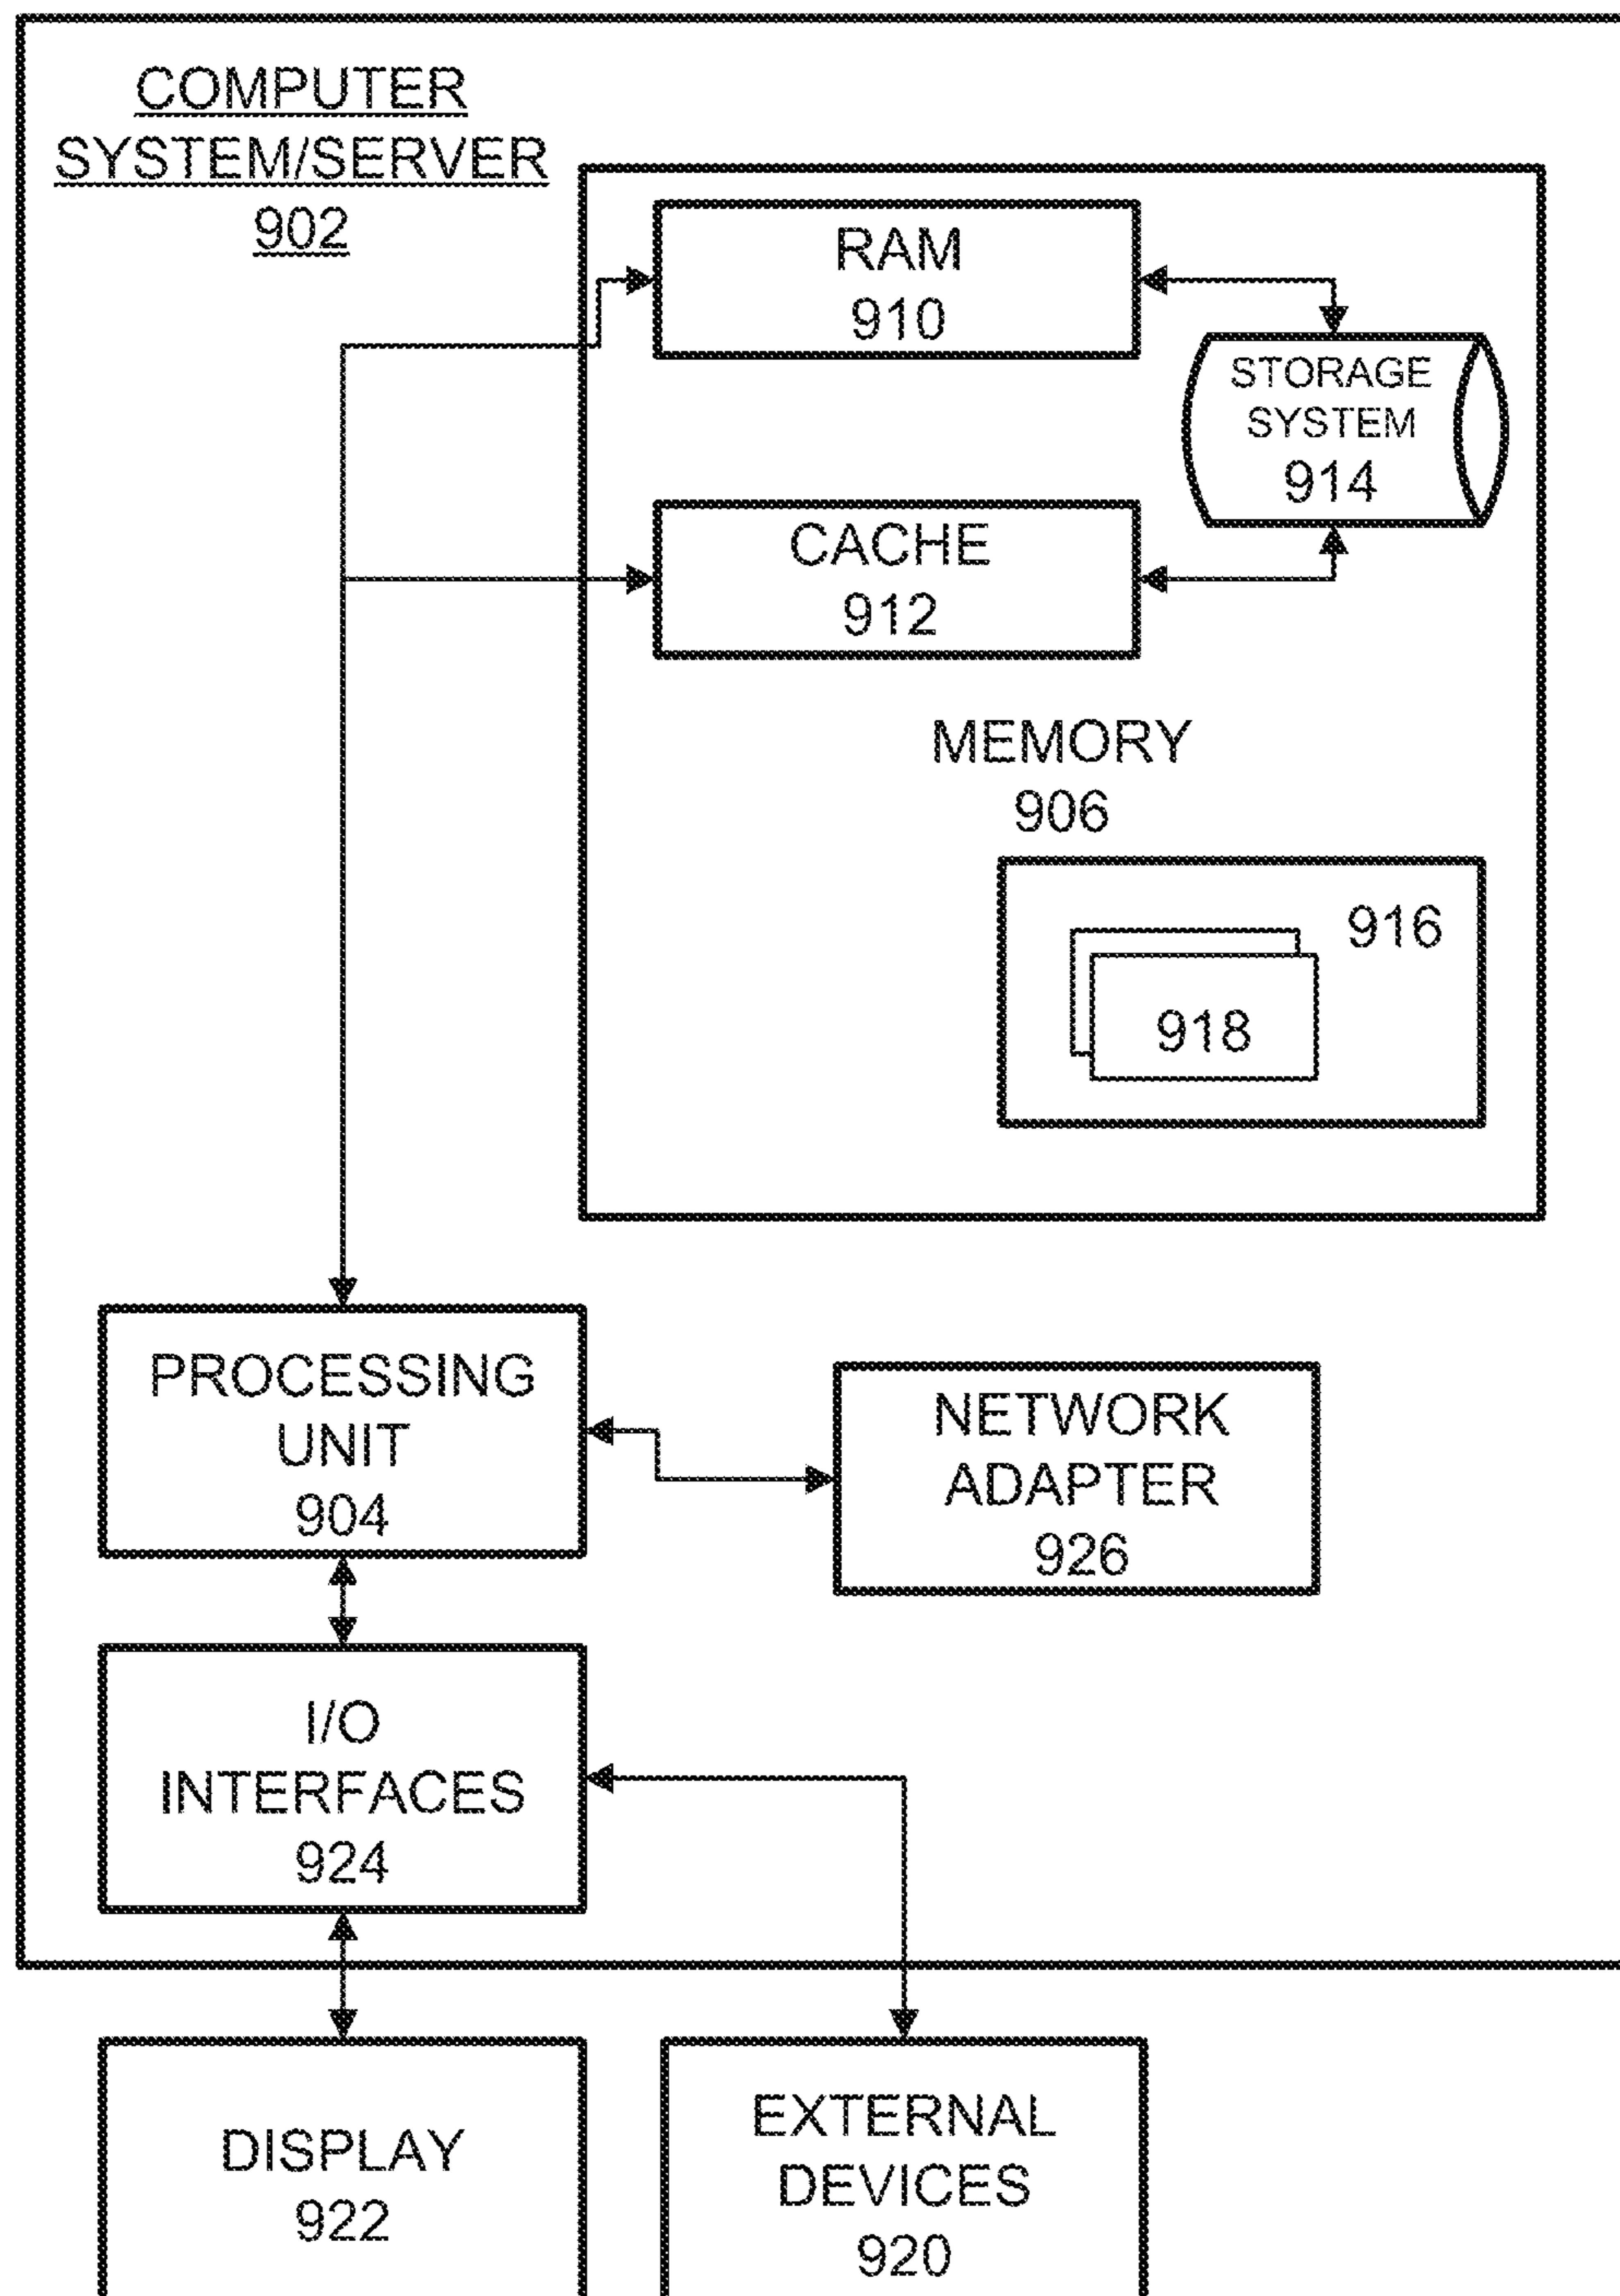 COMPUTER
SYSTEM/SERVER
902
RAM
910
STORAGE
SYSTEM
914
CACHE
912
MEMORY
906
916
918
PROCESSING
UNIT
904
NETWORK
ADAPTER
926
I/O
INTERFACES
924
DISPLAY
922
EXTERNAL
DEVICES
920